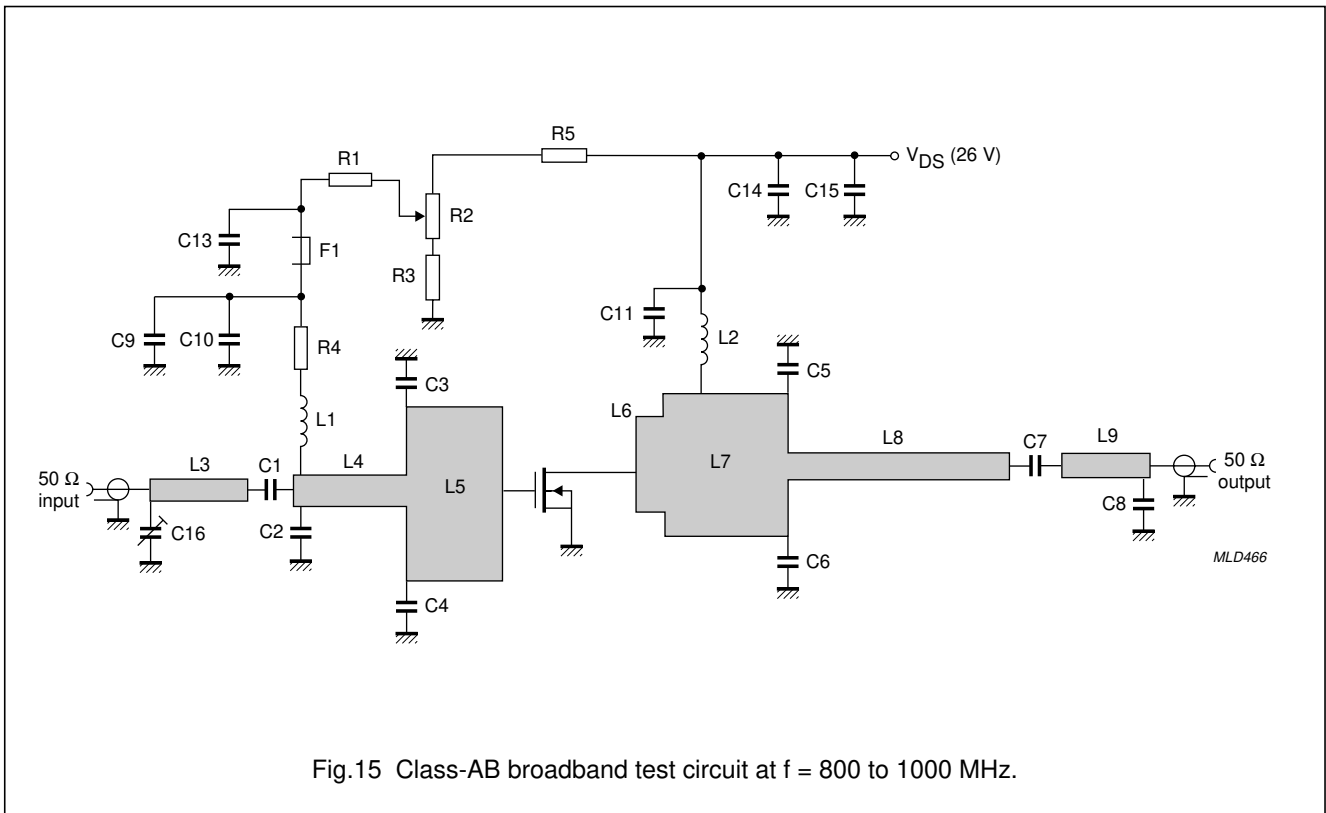 R5
R1
V_DS (26 V)
C14
C15
R2
C13
F1
R3
C11
C9
C10
L2
R4
C3
C5
L6
L1
L8
C7
L9
50 Ω
input
L3
C1
L4
L5
L7
50 Ω
output
C16
C2
C8
C6
MLD466
C4
Fig.15 Class-AB broadband test circuit at f = 800 to 1000 MHz.